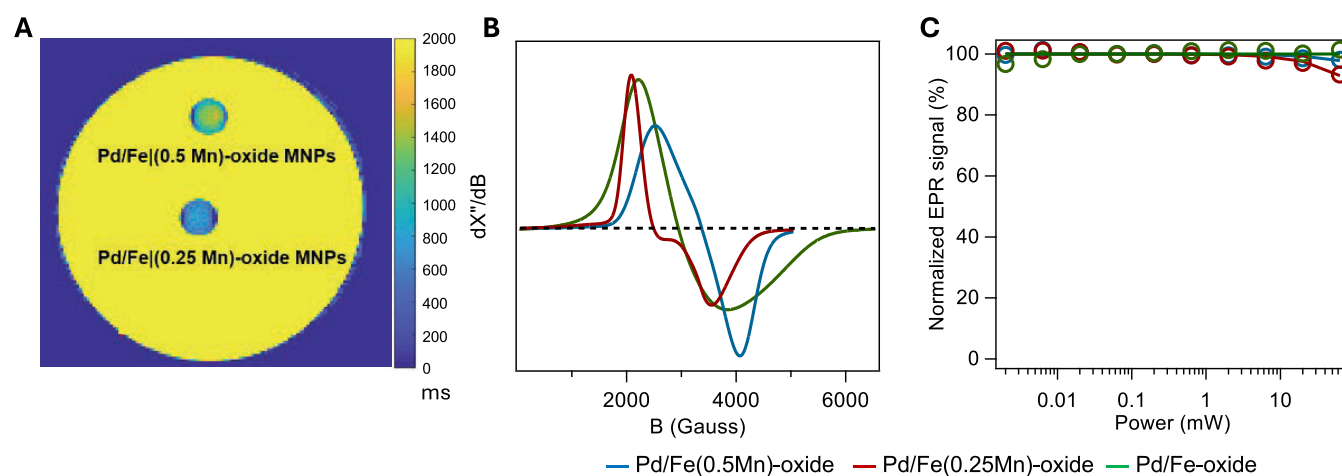 A
2000
1800
1600
1400
1200
1000
800
600
400
200
0
ms
Pd/Fe|(0.5 Mn)-oxide MNPs
Pd/Fe|(0.25 Mn)-oxide MNPs
B
dX"/dB
2000 4000 6000
B (Gauss)
C
Normalized EPR signal (%)
100
80
60
40
20
0
0.01 0.1 1 10
Power (mW)
Pd/Fe(0.5Mn)-oxide Pd/Fe(0.25Mn)-oxide Pd/Fe-oxide